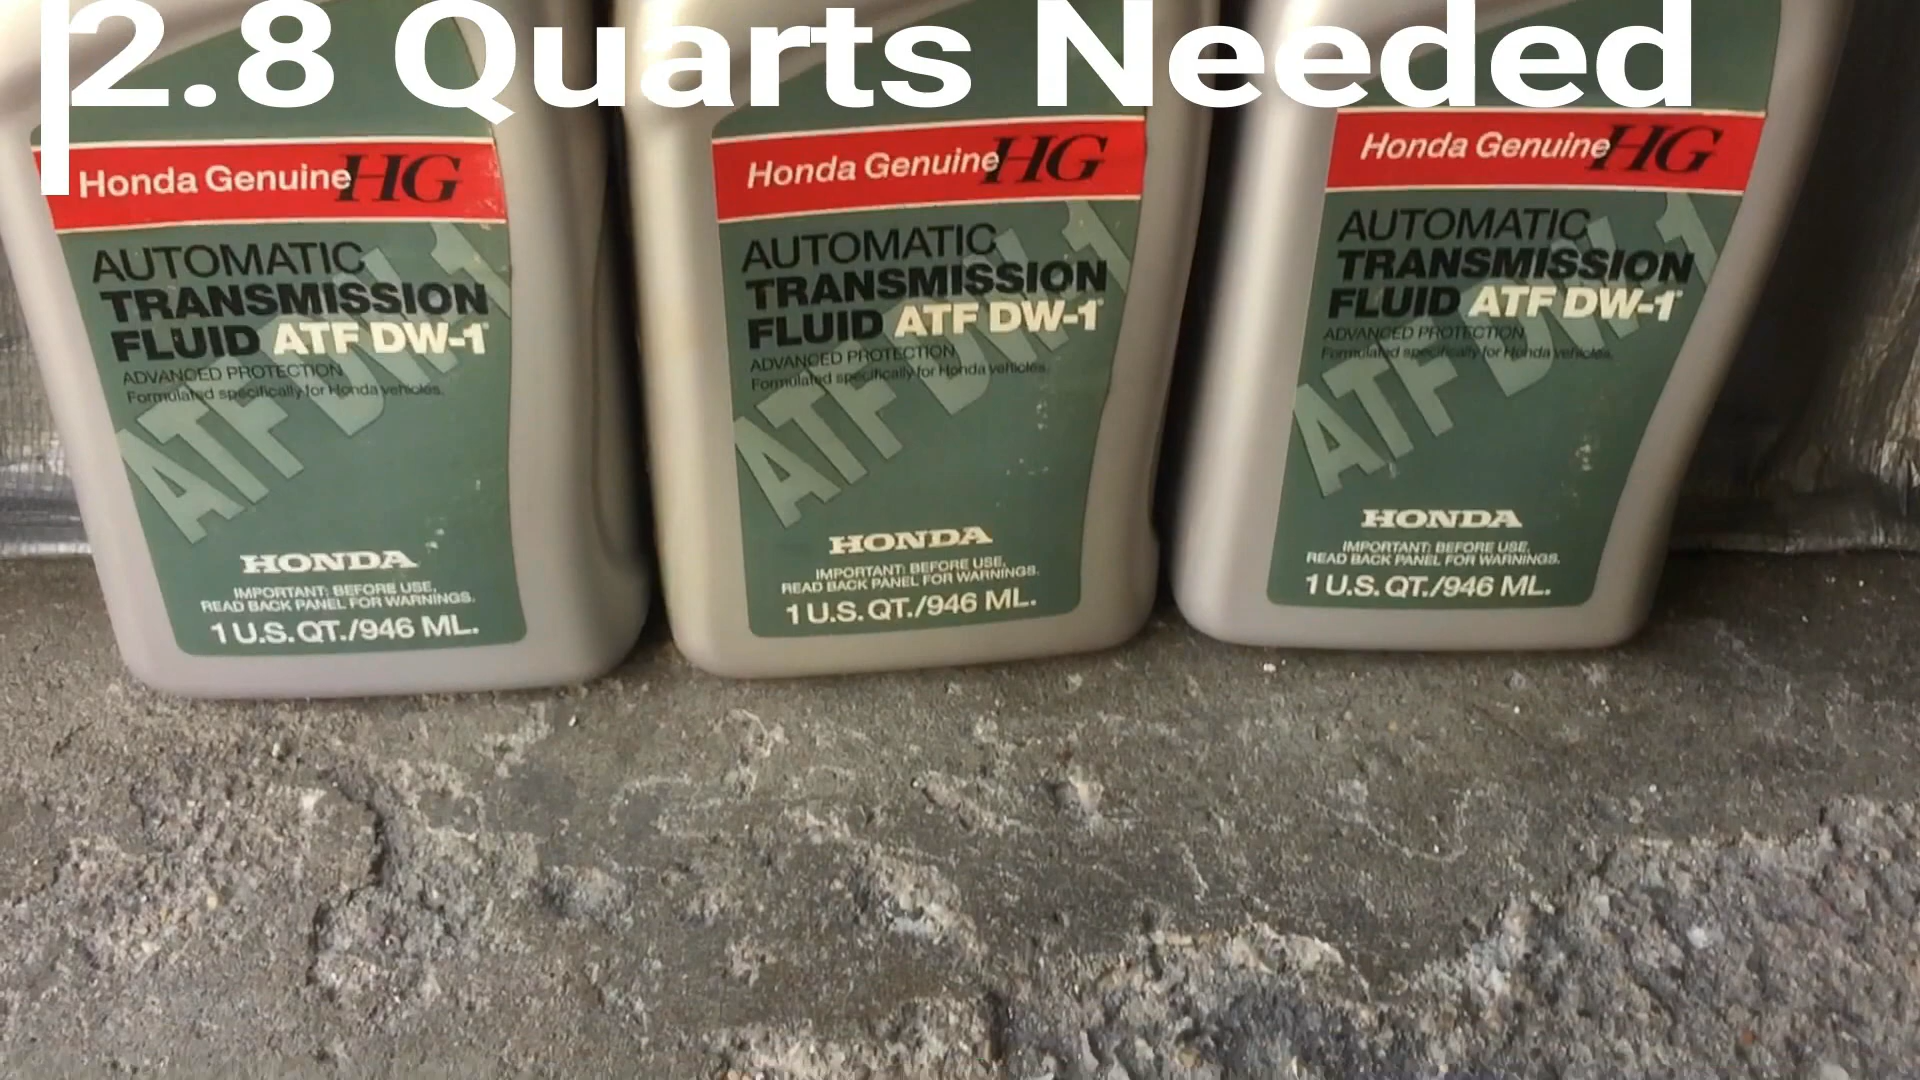 2.8 Quarts Needed
Honda Genuine HG
AUTOMATIC
TRANSMISSION
FLUID ATF DW-1
ADVANCED PROTECTION
Formulated specifically for Honda vehicles.
ATF DW-1
HONDA
IMPORTANT: BEFORE USE,
READ BACK PANEL FOR WARNINGS.
1 U.S. QT./946 ML.
Honda Genuine HG
AUTOMATIC
TRANSMISSION
FLUID ATF DW-1
ADVANCED PROTECTION
Formulated specifically for Honda vehicles.
ATF DW-1
HONDA
IMPORTANT: BEFORE USE,
READ BACK PANEL FOR WARNINGS.
1 U.S. QT./946 ML.
Honda Genuine HG
AUTOMATIC
TRANSMISSION
FLUID ATF DW-1
ADVANCED PROTECTION
Formulated specifically for Honda vehicles.
ATF DW-1
HONDA
IMPORTANT: BEFORE USE,
READ BACK PANEL FOR WARNINGS.
1 U.S. QT./946 ML.